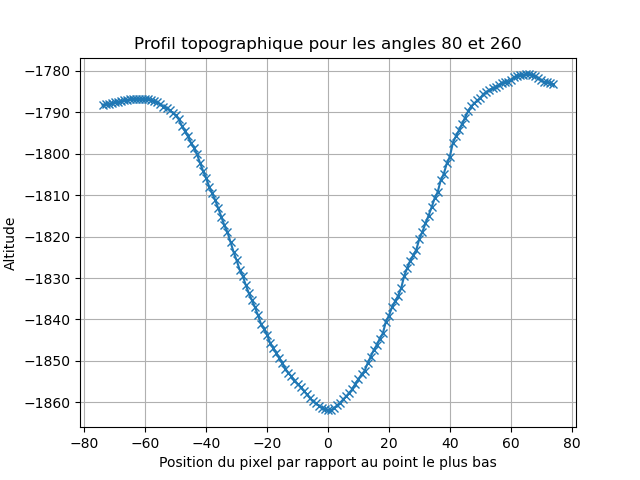 Profil topographique pour les angles 80 et 260
Altitude
−1780
−1790
−1800
−1810
−1820
−1830
−1840
−1850
−1860
−80 −60 −40 −20 0 20 40 60 80
Position du pixel par rapport au point le plus bas